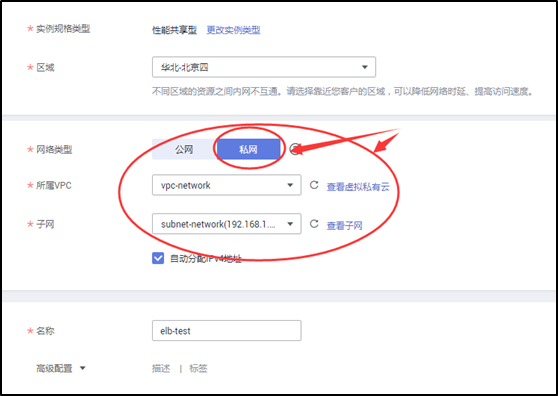 * 实例规格类型 性能共享型 更改实例类型
* 区域 华北-北京四
不同区域的资源之间内网不互通。请选择靠近您客户的区域，可以降低网络时延、提高访问速度。
* 网络类型 公网 私网
* 所属VPC vpc-network 查看虚拟私有云
* 子网 subnet-network(192.168.1.... 查看子网
自动分配IPv4地址
* 名称 elb-test
高级配置 描述 | 标签